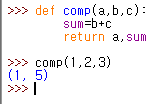 >>> def comp(a,b,c):
        sum=b+c
        return a,sum

>>> comp(1,2,3)
(1, 5)
>>>